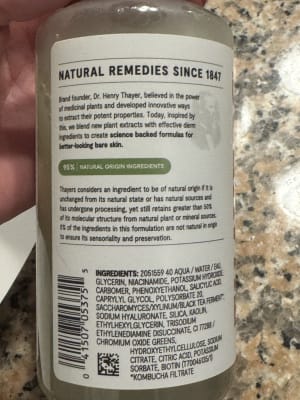 NATURAL REMEDIES SINCE 1847
Brand founder, Dr. Henry Thayer, believed in the power
of medicinal plants and developed innovative ways
to extract their potent properties. Today, inspired by
this, we blend new plant extracts with effective derm
ingredients to create science backed formulas for
better-looking bare skin.
95% | NATURAL ORIGIN INGREDIENTS
Thayers considers an ingredient to be of natural origin if it is
unchanged from its natural state or has natural sources and
has undergone processing, yet still retains greater than 50%
of its molecular structure from natural plant or mineral sources.
5% of the ingredients in this formulation are not natural in origin
to ensure its sensoriality and preservation.
INGREDIENTS: 2051559 40 AQUA / WATER / EAU,
GLYCERIN, NIACINAMIDE, POTASSIUM HYDROXIDE,
CARBOMER, PHENOXYETHANOL, SALICYLIC ACID,
CAPRYLYL GLYCOL, POLYSORBATE 20,
SACCHAROMYCES/XYLINUM/BLACK TEA FERMENT*,
SODIUM HYALURONATE, SILICA, KAOLIN,
ETHYLHEXYLGLYCERIN, TRISODIUM
ETHYLENEDIAMINE DISUCCINATE, CI 77288 /
CHROMIUM OXIDE GREENS,
HYDROXYETHYLCELLULOSE, SODIUM
CITRATE, CITRIC ACID, POTASSIUM
SORBATE, BIOTIN
*KOMBUCHA FILTRATE
0 41507 05375 5